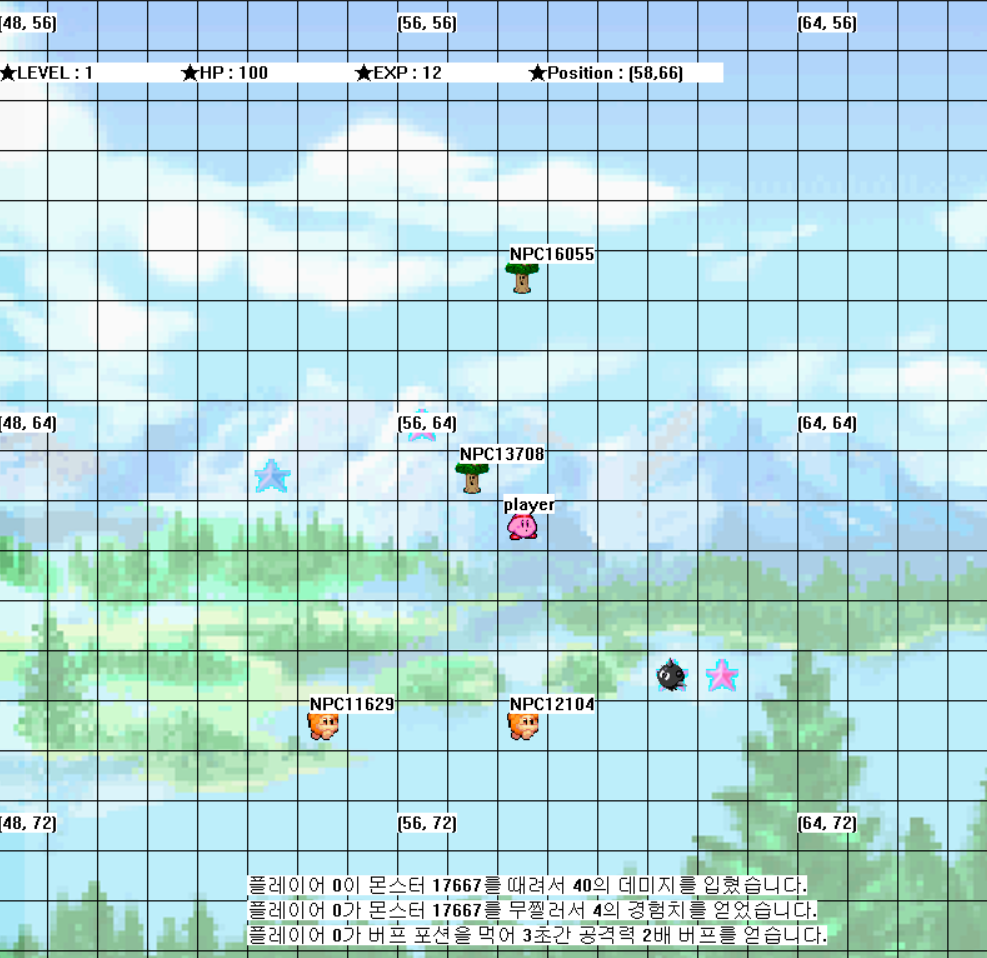 (48, 56) (56, 56) (64, 56)
★LEVEL : 1 ★HP : 100 ★EXP : 12 ★Position : (58,66)
NPC16055
(48, 64) (56, 64) (64, 64)
NPC13708
player
NPC11629 NPC12104
(48, 72) (56, 72) (64, 72)
플레이어 0이 몬스터 17667를 때려서 40의 데미지를 입혔습니다.
플레이어 0가 몬스터 17667를 무찔러서 4의 경험치를 얻었습니다.
플레이어 0가 버프 포션을 먹어 3초간 공격력 2배 버프를 얻습니다.